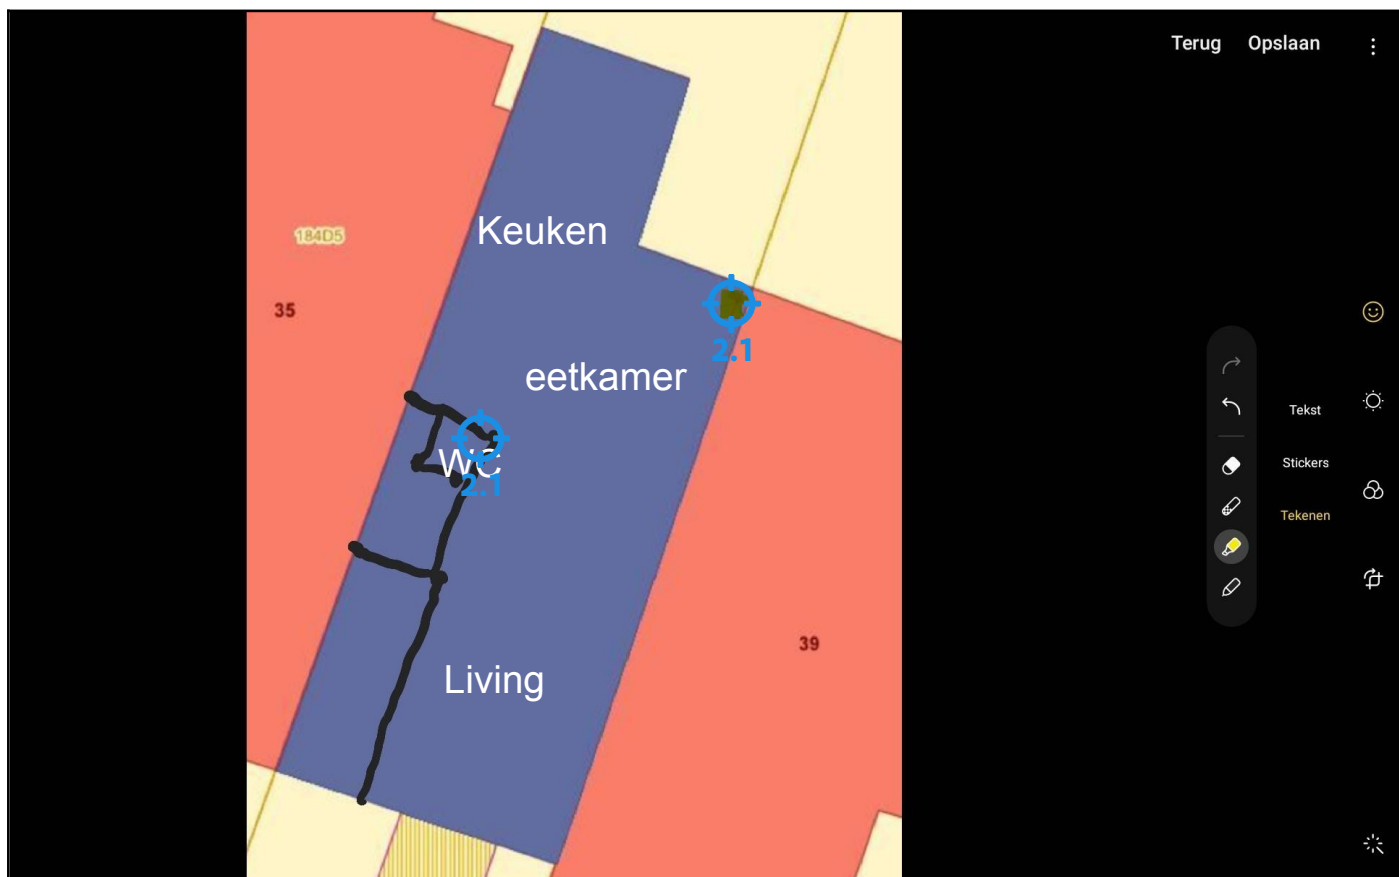 Terug Opslaan
Keuken
184D5
35
2.1
eetkamer
Tekst
WC
Stickers
2.1
Tekenen
39
Living